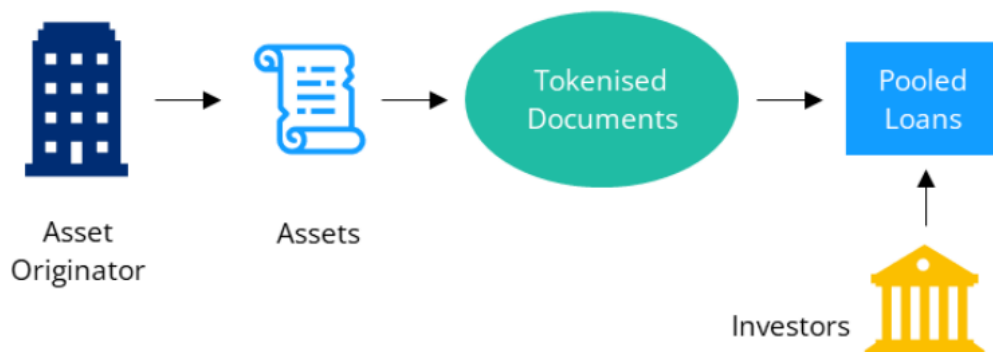 Tokenised
Documents
Pooled
Loans
Asset
Originator
Assets
Investors